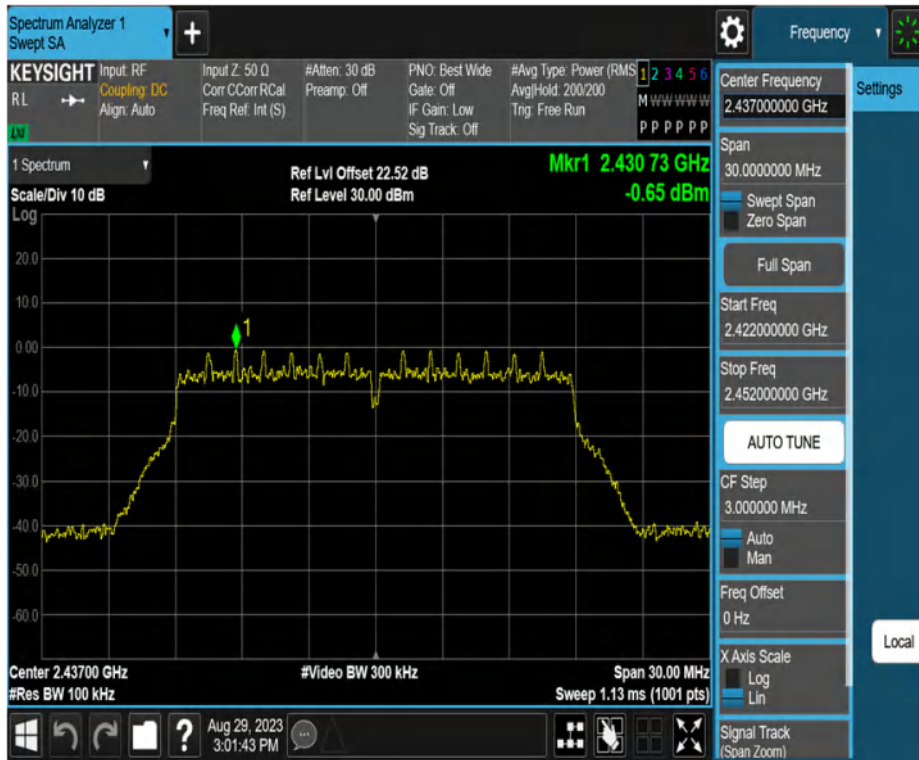 Spectrum Analyzer 1
Swept SA
+
Frequency
KEYSIGHT
RL
LXI
Input: RF
Coupling: DC
Align: Auto
Input Z: 50 Ω
Corr CCorr RCal
Freq Ref: Int (S)
#Atten: 30 dB
Preamp: Off
PNO: Best Wide
Gate: Off
IF Gain: Low
Sig Track: Off
#Avg Type: Power (RMS
Avg|Hold: 200/200
Trig: Free Run
1 2 3 4 5 6
M W W W W W
P P P P P P
1 Spectrum
Scale/Div 10 dB
Log
Ref Lvl Offset 22.52 dB
Ref Level 30.00 dBm
Mkr1 2.430 73 GHz
-0.65 dBm
20.0
10.0
0.00
-10.0
-20.0
-30.0
-40.0
-50.0
-60.0
1
Center 2.43700 GHz
#Res BW 100 kHz
#Video BW 300 kHz
Span 30.00 MHz
Sweep 1.13 ms (1001 pts)
?
Aug 29, 2023
3:01:43 PM
Center Frequency
2.437000000 GHz
Span
30.0000000 MHz
Swept Span
Zero Span
Full Span
Start Freq
2.422000000 GHz
Stop Freq
2.452000000 GHz
AUTO TUNE
CF Step
3.000000 MHz
Auto
Man
Freq Offset
0 Hz
X Axis Scale
Log
Lin
Signal Track
(Span Zoom)
Settings
Local